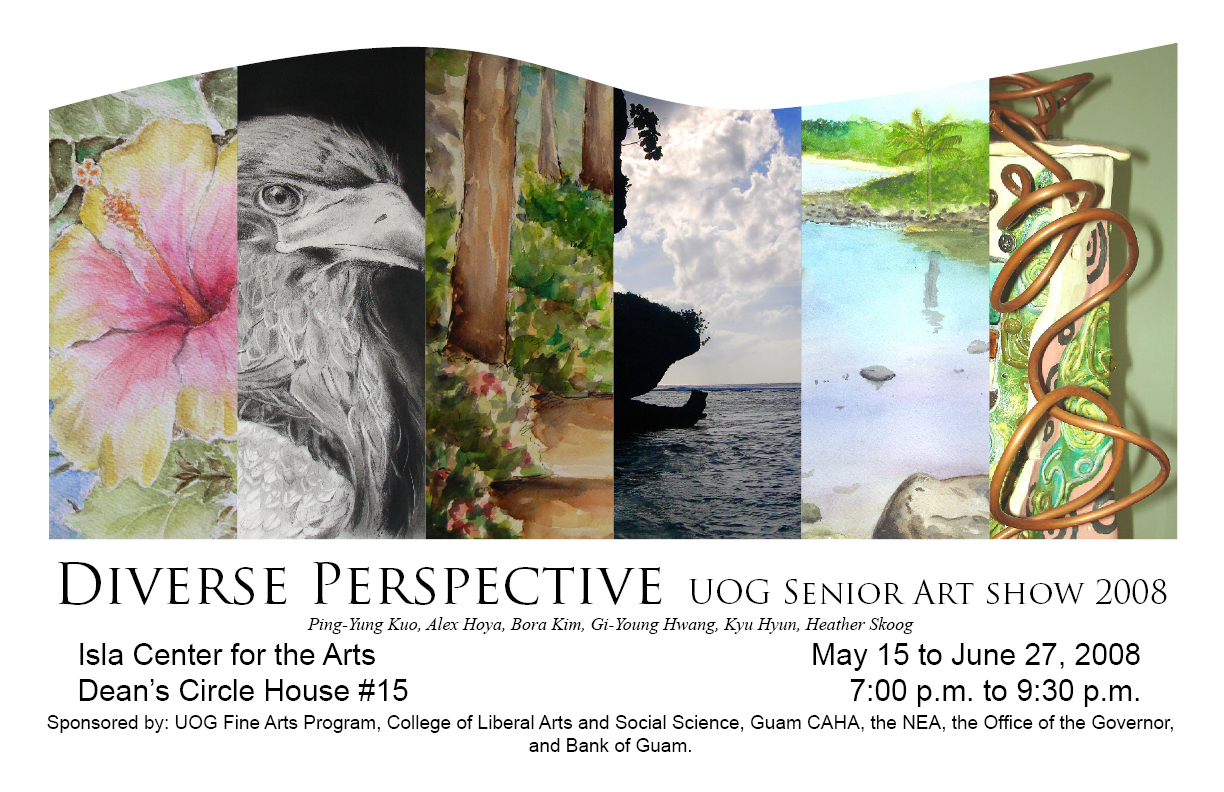 Diverse Perspective UOG Senior Art show 2008
Ping-Yung Kuo, Alex Hoya, Bora Kim, Gi-Young Hwang, Kyu Hyun, Heather Skoog
Isla Center for the Arts
May 15 to June 27, 2008
Dean's Circle House #15
7:00 p.m. to 9:30 p.m.
Sponsored by: UOG Fine Arts Program, College of Liberal Arts and Social Science, Guam CAHA, the NEA, the Office of the Governor,
and Bank of Guam.